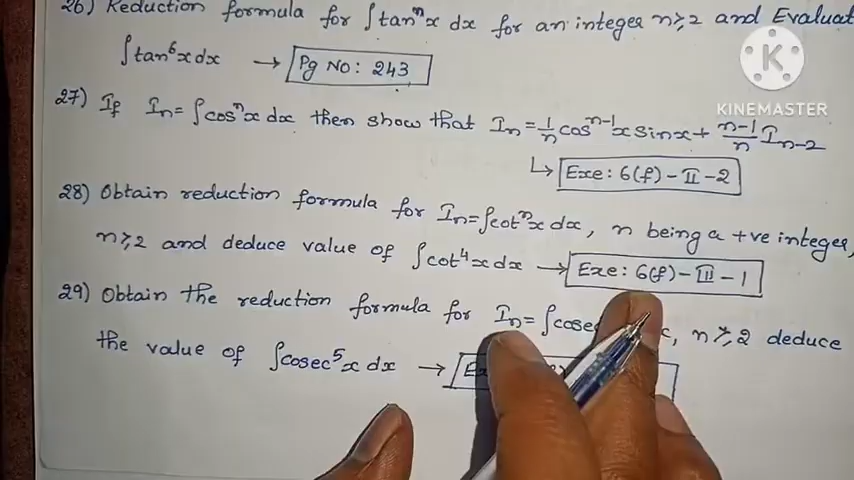 26) Reduction formula for ∫tanⁿx dx for an integer n≥2 and Evaluat
∫tan⁶x dx → Pg NO: 243
27) If Iₙ = ∫cosⁿx dx then show that Iₙ = 1/n cosⁿ⁻¹x sinx + n-1/n Iₙ₋₂
↳ Exe: 6(f)-II-2
28) Obtain reduction formula for Iₙ=∫cotⁿx dx, n being a +ve integer,
n≥2 and deduce value of ∫cot⁴x dx → Exe: 6(f)-II-1
29) Obtain the reduction formula for Iₙ= ∫cosec x, n≥2 deduce
the value of ∫cosec⁵x dx →
K
KINEMASTER